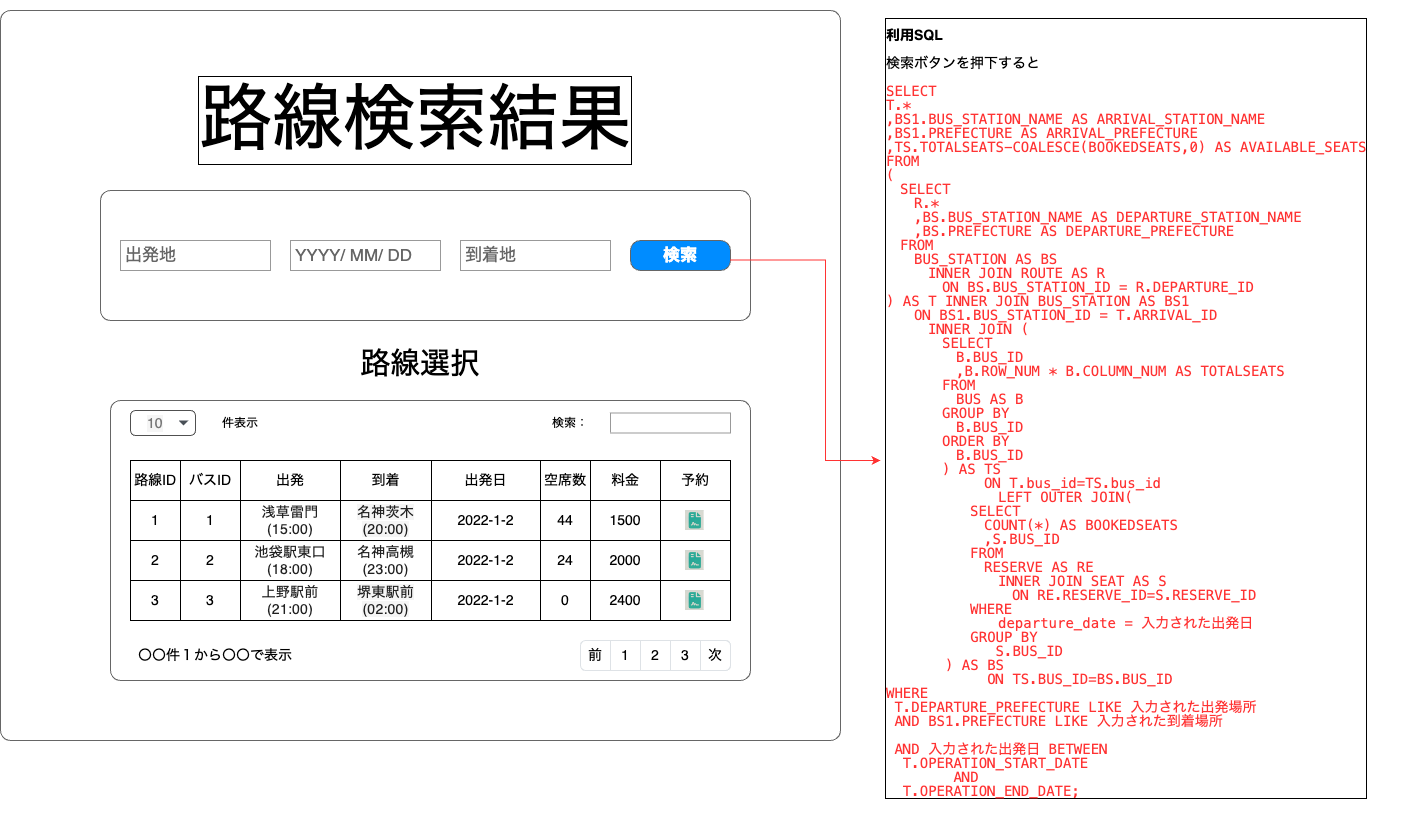 路線検索結果
出発地 YYYY/ MM/ DD 到着地 検索
路線選択
10 件表示 検索：
路線ID バスID 出発 到着 出発日 空席数 料金 予約
1 1 浅草雷門 (15:00) 名神茨木 (20:00) 2022-1-2 44 1500
2 2 池袋駅東口 (18:00) 名神高槻 (23:00) 2022-1-2 24 2000
3 3 上野駅前 (21:00) 堺東駅前 (02:00) 2022-1-2 0 2400
〇〇件１から〇〇で表示 前 1 2 3 次
利用SQL
検索ボタンを押下すると
SELECT
T.*
,BS1.BUS_STATION_NAME AS ARRIVAL_STATION_NAME
,BS1.PREFECTURE AS ARRIVAL_PREFECTURE
,TS.TOTALSEATS-COALESCE(BOOKEDSEATS,0) AS AVAILABLE_SEATS
FROM
(
SELECT
R.*
,BS.BUS_STATION_NAME AS DEPARTURE_STATION_NAME
,BS.PREFECTURE AS DEPARTURE_PREFECTURE
FROM
BUS_STATION AS BS
INNER JOIN ROUTE AS R
ON BS.BUS_STATION_ID = R.DEPARTURE_ID
) AS T INNER JOIN BUS_STATION AS BS1
ON BS1.BUS_STATION_ID = T.ARRIVAL_ID
INNER JOIN (
SELECT
B.BUS_ID
,B.ROW_NUM * B.COLUMN_NUM AS TOTALSEATS
FROM
BUS AS B
GROUP BY
B.BUS_ID
ORDER BY
B.BUS_ID
) AS TS
ON T.bus_id=TS.bus_id
LEFT OUTER JOIN(
SELECT
COUNT(*) AS BOOKEDSEATS
,S.BUS_ID
FROM
RESERVE AS RE
INNER JOIN SEAT AS S
ON RE.RESERVE_ID=S.RESERVE_ID
WHERE
departure_date = 入力された出発日
GROUP BY
S.BUS_ID
) AS BS
ON TS.BUS_ID=BS.BUS_ID
WHERE
T.DEPARTURE_PREFECTURE LIKE 入力された出発場所
AND BS1.PREFECTURE LIKE 入力された到着場所
AND 入力された出発日 BETWEEN
T.OPERATION_START_DATE
AND
T.OPERATION_END_DATE;